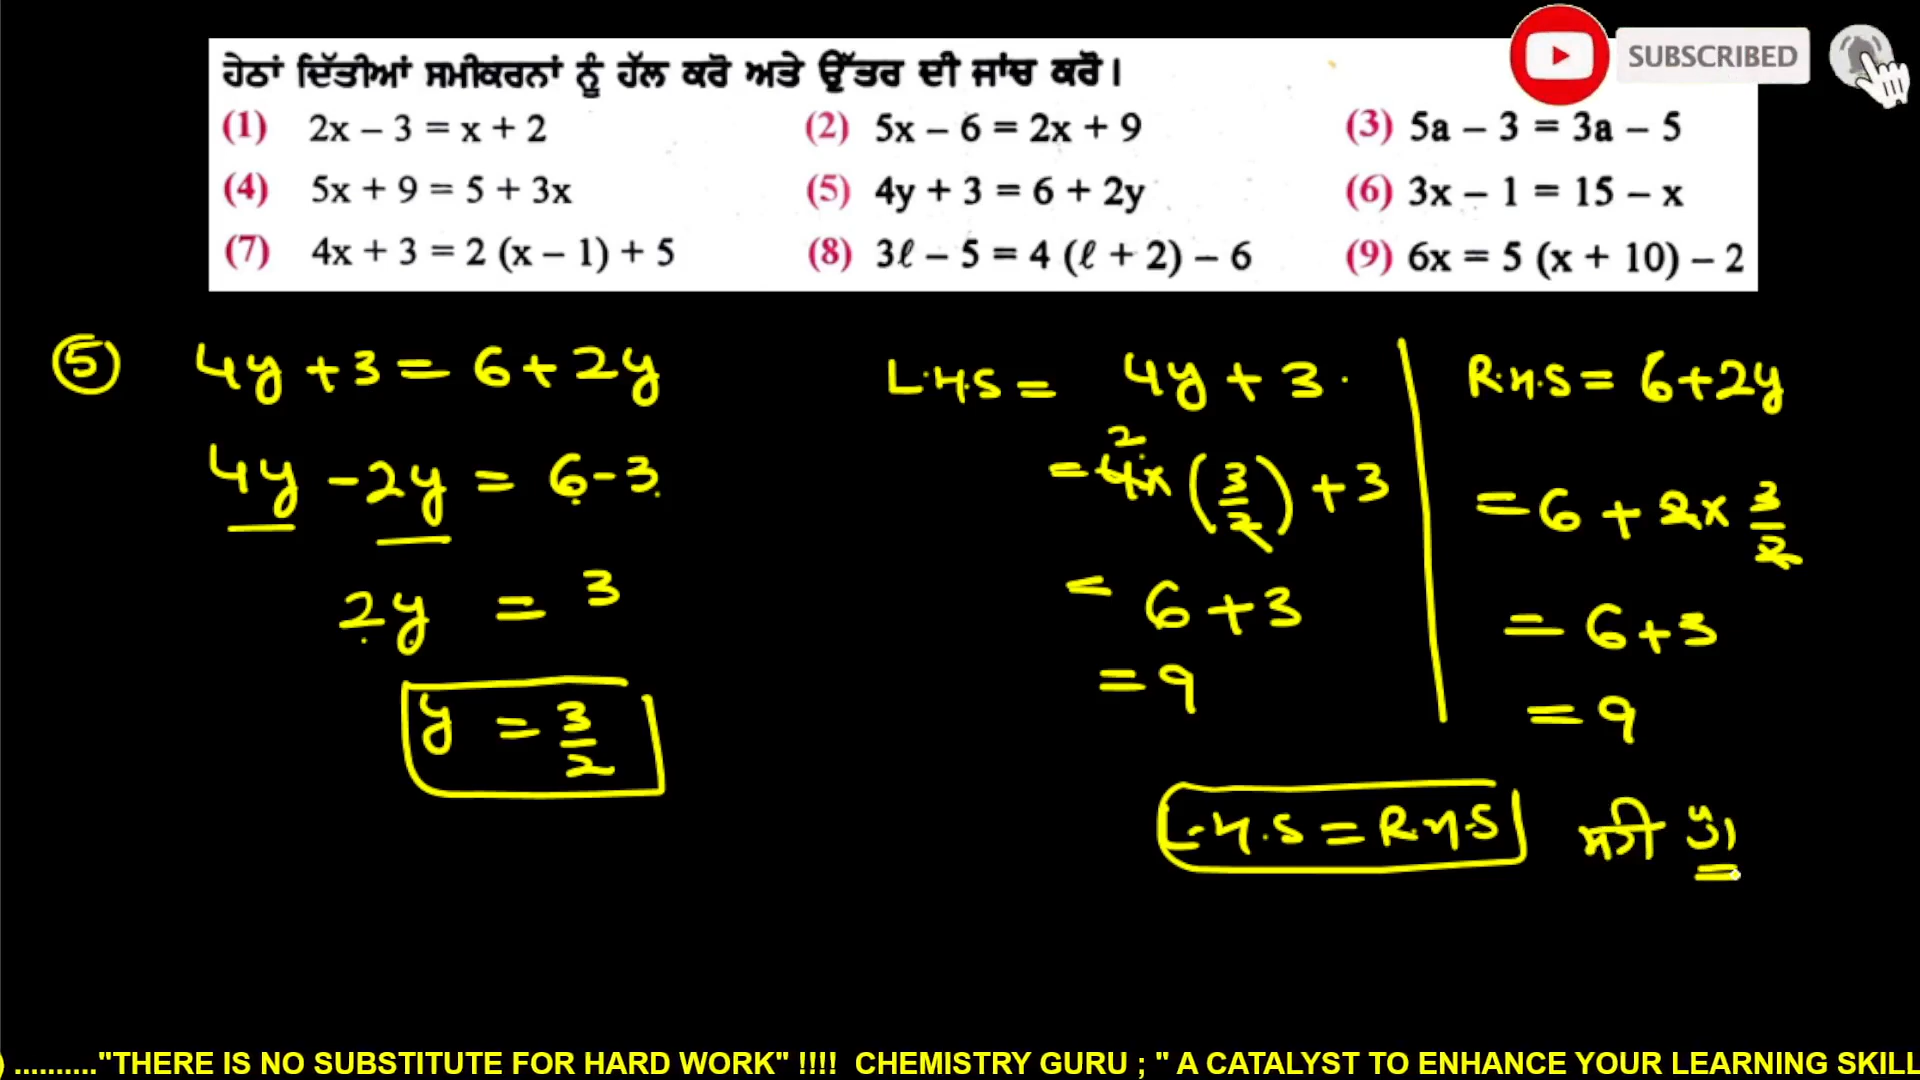 SUBSCRIBED
ਹੇਠਾਂ ਦਿੱਤੀਆਂ ਸਮੀਕਰਨਾਂ ਨੂੰ ਹੱਲ ਕਰੋ ਅਤੇ ਉੱਤਰ ਦੀ ਜਾਂਚ ਕਰੋ।
(1) 2x – 3 = x + 2 (2) 5x – 6 = 2x + 9 (3) 5a – 3 = 3a – 5
(4) 5x + 9 = 5 + 3x (5) 4y + 3 = 6 + 2y (6) 3x – 1 = 15 – x
(7) 4x + 3 = 2 (x – 1) + 5 (8) 3ℓ – 5 = 4 (ℓ + 2) – 6 (9) 6x = 5 (x + 10) – 2
⑤ 4y + 3 = 6 + 2y
4y - 2y = 6 - 3
2y = 3
y = 3/2
L.H.S = 4y + 3
2
= 4x (3/2) + 3
= 6 + 3
= 9
R.H.S = 6 + 2y
= 6 + 2x 3/2
= 6 + 3
= 9
L.H.S = R.H.S
) .........."THERE IS NO SUBSTITUTE FOR HARD WORK" !!!! CHEMISTRY GURU ; " A CATALYST TO ENHANCE YOUR LEARNING SKILL